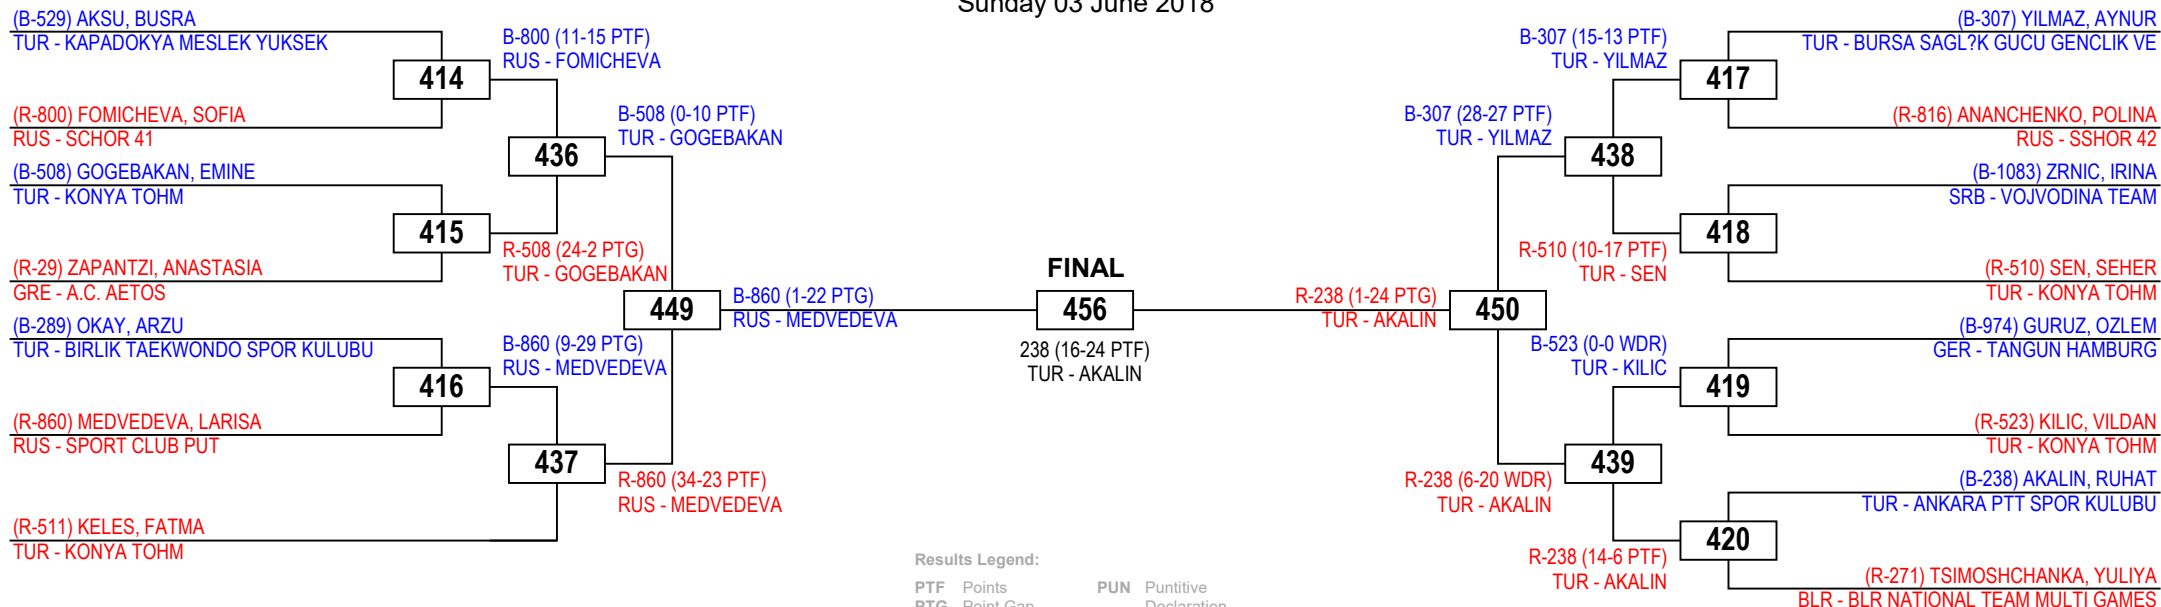 Sunday 03 June 2018
(B-529) AKSU, BUSRA
TUR - KAPADOKYA MESLEK YUKSEK
414
(R-800) FOMICHEVA, SOFIA
RUS - SCHOR 41
B-800 (11-15 PTF)
RUS - FOMICHEVA
(B-508) GOGEBAKAN, EMINE
TUR - KONYA TOHM
415
(R-29) ZAPANTZI, ANASTASIA
GRE - A.C. AETOS
R-508 (24-2 PTG)
TUR - GOGEBAKAN
436
B-508 (0-10 PTF)
TUR - GOGEBAKAN
(B-289) OKAY, ARZU
TUR - BIRLIK TAEKWONDO SPOR KULUBU
416
(R-860) MEDVEDEVA, LARISA
RUS - SPORT CLUB PUT
B-860 (9-29 PTG)
RUS - MEDVEDEVA
437
(R-511) KELES, FATMA
TUR - KONYA TOHM
R-860 (34-23 PTF)
RUS - MEDVEDEVA
449
B-860 (1-22 PTG)
RUS - MEDVEDEVA
FINAL
456
238 (16-24 PTF)
TUR - AKALIN
R-238 (1-24 PTG)
TUR - AKALIN
450
B-307 (28-27 PTF)
TUR - YILMAZ
438
B-307 (15-13 PTF)
TUR - YILMAZ
417
(B-307) YILMAZ, AYNUR
TUR - BURSA SAGL?K GUCU GENCLIK VE
(R-816) ANANCHENKO, POLINA
RUS - SSHOR 42
(B-1083) ZRNIC, IRINA
SRB - VOJVODINA TEAM
418
R-510 (10-17 PTF)
TUR - SEN
(R-510) SEN, SEHER
TUR - KONYA TOHM
(B-974) GURUZ, OZLEM
GER - TANGUN HAMBURG
B-523 (0-0 WDR)
TUR - KILIC
419
(R-523) KILIC, VILDAN
TUR - KONYA TOHM
439
R-238 (6-20 WDR)
TUR - AKALIN
(B-238) AKALIN, RUHAT
TUR - ANKARA PTT SPOR KULUBU
420
R-238 (14-6 PTF)
TUR - AKALIN
(R-271) TSIMOSHCHANKA, YULIYA
BLR - BLR NATIONAL TEAM MULTI GAMES
Results Legend:
PTF Points PUN Puntitive
PTG Point Gap Declaration